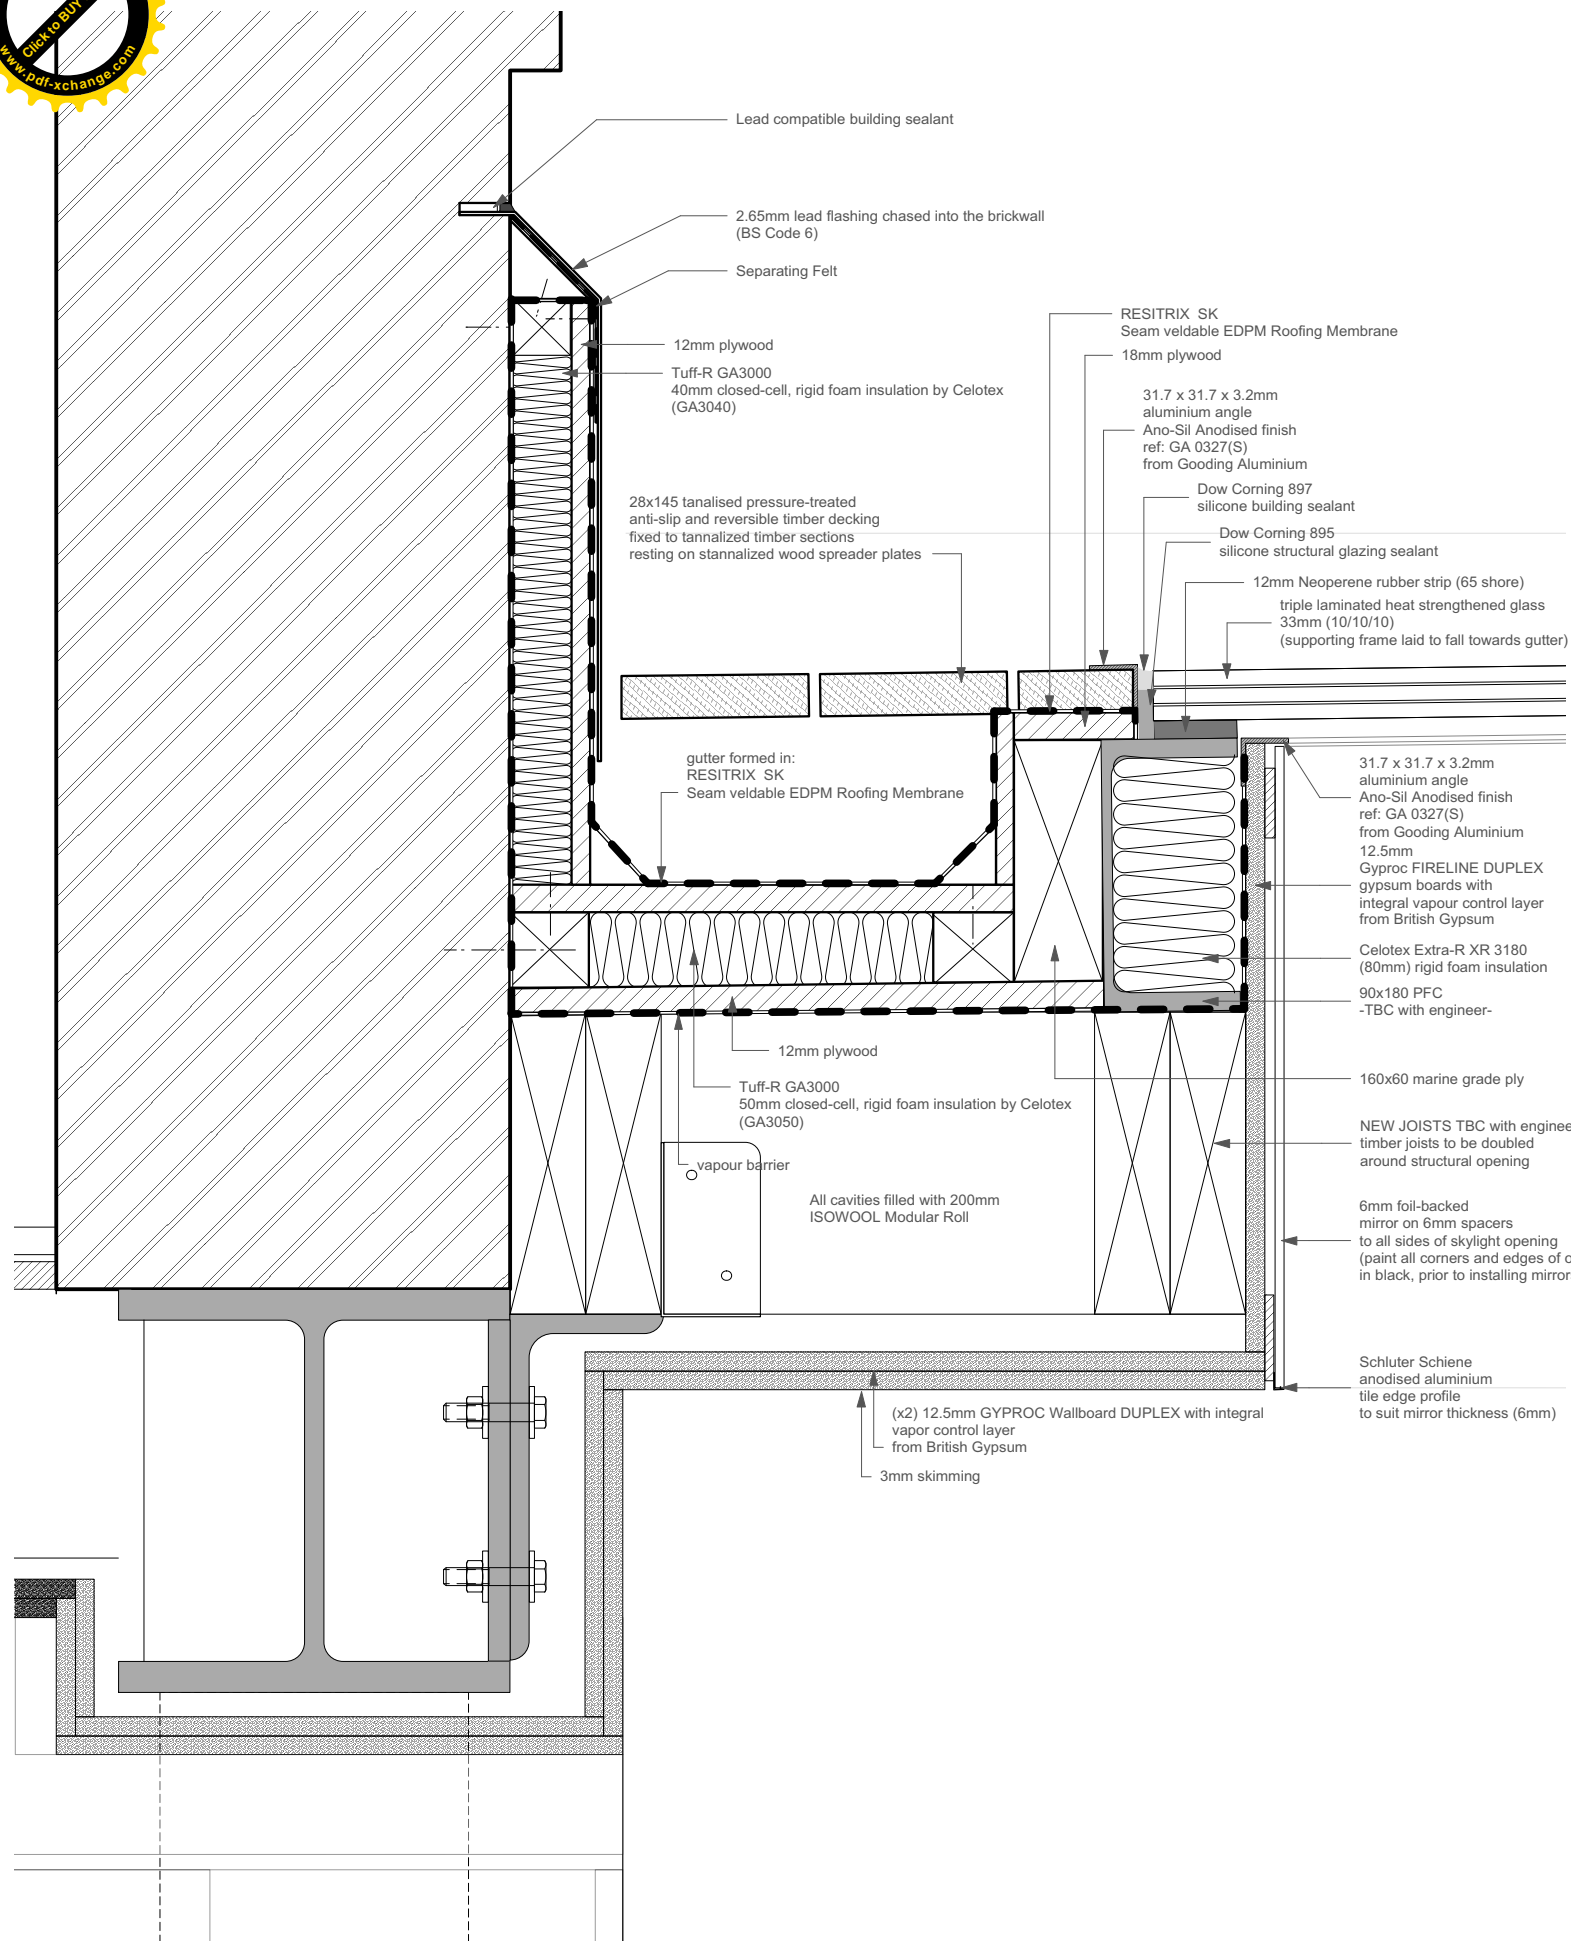 Click to BUY
www.pdf-xchange.com
Lead compatible building sealant
2.65mm lead flashing chased into the brickwall
(BS Code 6)
Separating Felt
RESITRIX  SK
Seam veldable EDPM Roofing Membrane
12mm plywood
18mm plywood
Tuff-R GA3000
40mm closed-cell, rigid foam insulation by Celotex
(GA3040)
31.7 x 31.7 x 3.2mm
aluminium angle
Ano-Sil Anodised finish
ref: GA 0327(S)
from Gooding Aluminium
Dow Corning 897
silicone building sealant
28x145 tanalised pressure-treated
anti-slip and reversible timber decking
fixed to tannalized timber sections
resting on stannalized wood spreader plates
Dow Corning 895
silicone structural glazing sealant
12mm Neoperene rubber strip (65 shore)
triple laminated heat strengthened glass
33mm (10/10/10)
(supporting frame laid to fall towards gutter)
gutter formed in:
RESITRIX  SK
Seam veldable EDPM Roofing Membrane
31.7 x 31.7 x 3.2mm
aluminium angle
Ano-Sil Anodised finish
ref: GA 0327(S)
from Gooding Aluminium
12.5mm
Gyproc FIRELINE DUPLEX
gypsum boards with
integral vapour control layer
from British Gypsum
Celotex Extra-R XR 3180
(80mm) rigid foam insulation
90x180 PFC
-TBC with engineer-
12mm plywood
160x60 marine grade ply
Tuff-R GA3000
50mm closed-cell, rigid foam insulation by Celotex
(GA3050)
NEW JOISTS TBC with enginee
timber joists to be doubled
around structural opening
vapour barrier
All cavities filled with 200mm
ISOWOOL Modular Roll
6mm foil-backed
mirror on 6mm spacers
to all sides of skylight opening
(paint all corners and edges of
in black, prior to installing mirror
Schluter Schiene
anodised aluminium
tile edge profile
to suit mirror thickness (6mm)
(x2) 12.5mm GYPROC Wallboard DUPLEX with integral
vapor control layer
from British Gypsum
3mm skimming